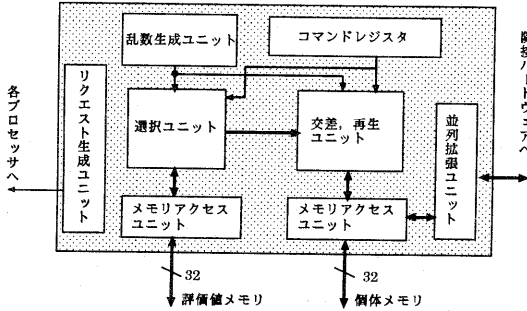 乱数生成ユニット
コマンドレジスタ
各プロセッサへ
リクエスト生成ユニット
選択ユニット
交差，再生
ユニット
並列拡張ユニット
隣接ハードウェアへ
メモリアクセス
ユニット
メモリアクセス
ユニット
32
評価値メモリ
32
個体メモリ